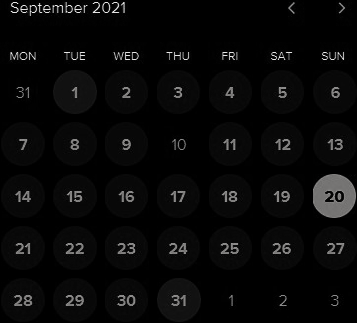 September 2021
MON TUE WED THU FRI SAT SUN
31 1 2 3 4 5 6
7 8 9 10 11 12 13
14 15 16 17 18 19 20
21 22 23 24 25 26 27
28 29 30 31 1 2 3